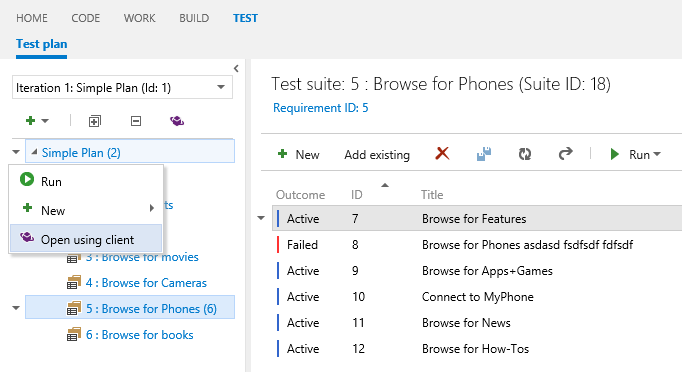 HOME CODE WORK BUILD TEST
Test plan
Iteration 1: Simple Plan (Id: 1)
Simple Plan (2)
Run
New
ts
Open using client
3 : Browse for movies
4 : Browse for Cameras
5 : Browse for Phones (6)
6 : Browse for books
Test suite: 5 : Browse for Phones (Suite ID: 18)
Requirement ID: 5
New Add existing Run
Outcome ID Title
Active 7 Browse for Features
Failed 8 Browse for Phones asdasd fsdfsdf fdfsdf
Active 9 Browse for Apps+Games
Active 10 Connect to MyPhone
Active 11 Browse for News
Active 12 Browse for How-Tos